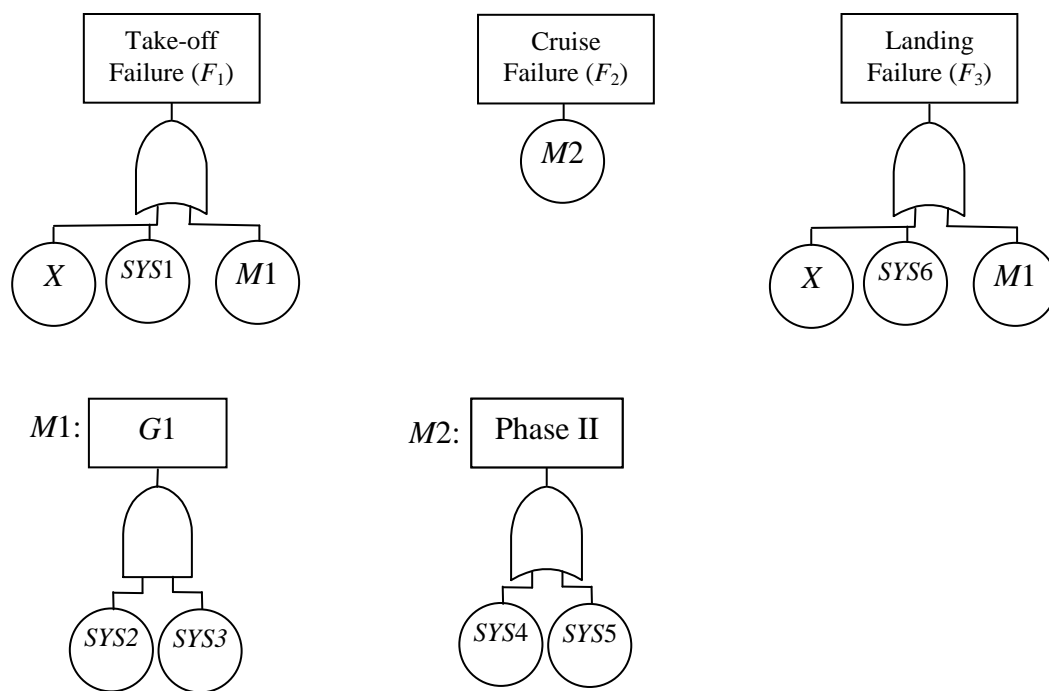 Take-off
Failure (F₁)
Cruise
Failure (F₂)
Landing
Failure (F₃)
X
SYS1
M1
M2
X
SYS6
M1
M1:
G1
M2:
Phase II
SYS2
SYS3
SYS4
SYS5